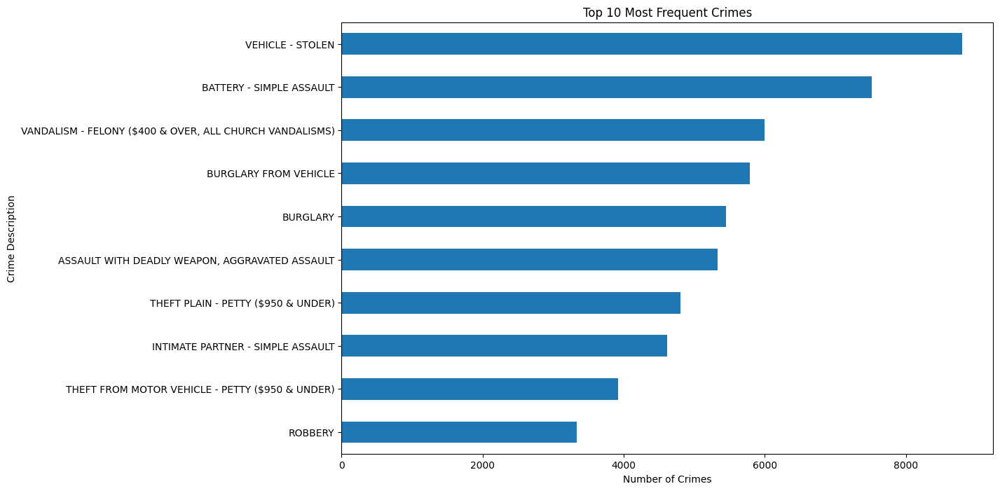 Top 10 Most Frequent Crimes
VEHICLE - STOLEN
BATTERY - SIMPLE ASSAULT
VANDALISM - FELONY ($400 & OVER, ALL CHURCH VANDALISMS)
BURGLARY FROM VEHICLE
BURGLARY
ASSAULT WITH DEADLY WEAPON, AGGRAVATED ASSAULT
THEFT PLAIN - PETTY ($950 & UNDER)
INTIMATE PARTNER - SIMPLE ASSAULT
THEFT FROM MOTOR VEHICLE - PETTY ($950 & UNDER)
ROBBERY
Crime Description
0 2000 4000 6000 8000
Number of Crimes